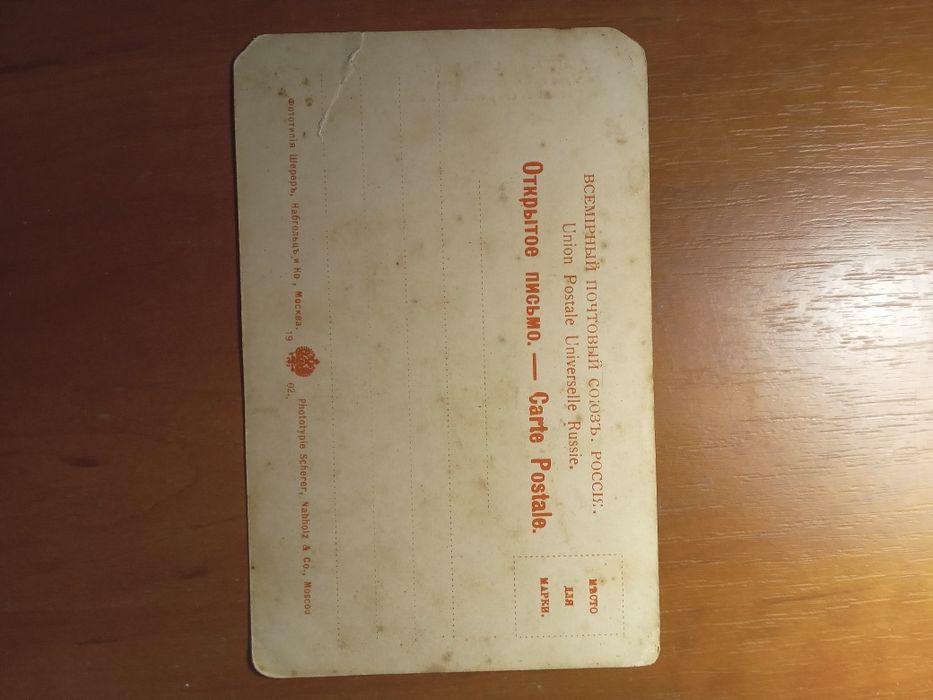 ВСЕМІРНЫЙ ПОЧТОВЫЙ СОЮЗЪ. РОССІЯ.
Union Postale Universelle Russie.
Открытое письмо. — Carte Postale.
МѢСТО
ДЛЯ
МАРКИ.
Фототипія Шереръ, Набгольцъ и Ко, Москва. 19 02. Phototypie Scherer, Nabholz & Co., Moscou